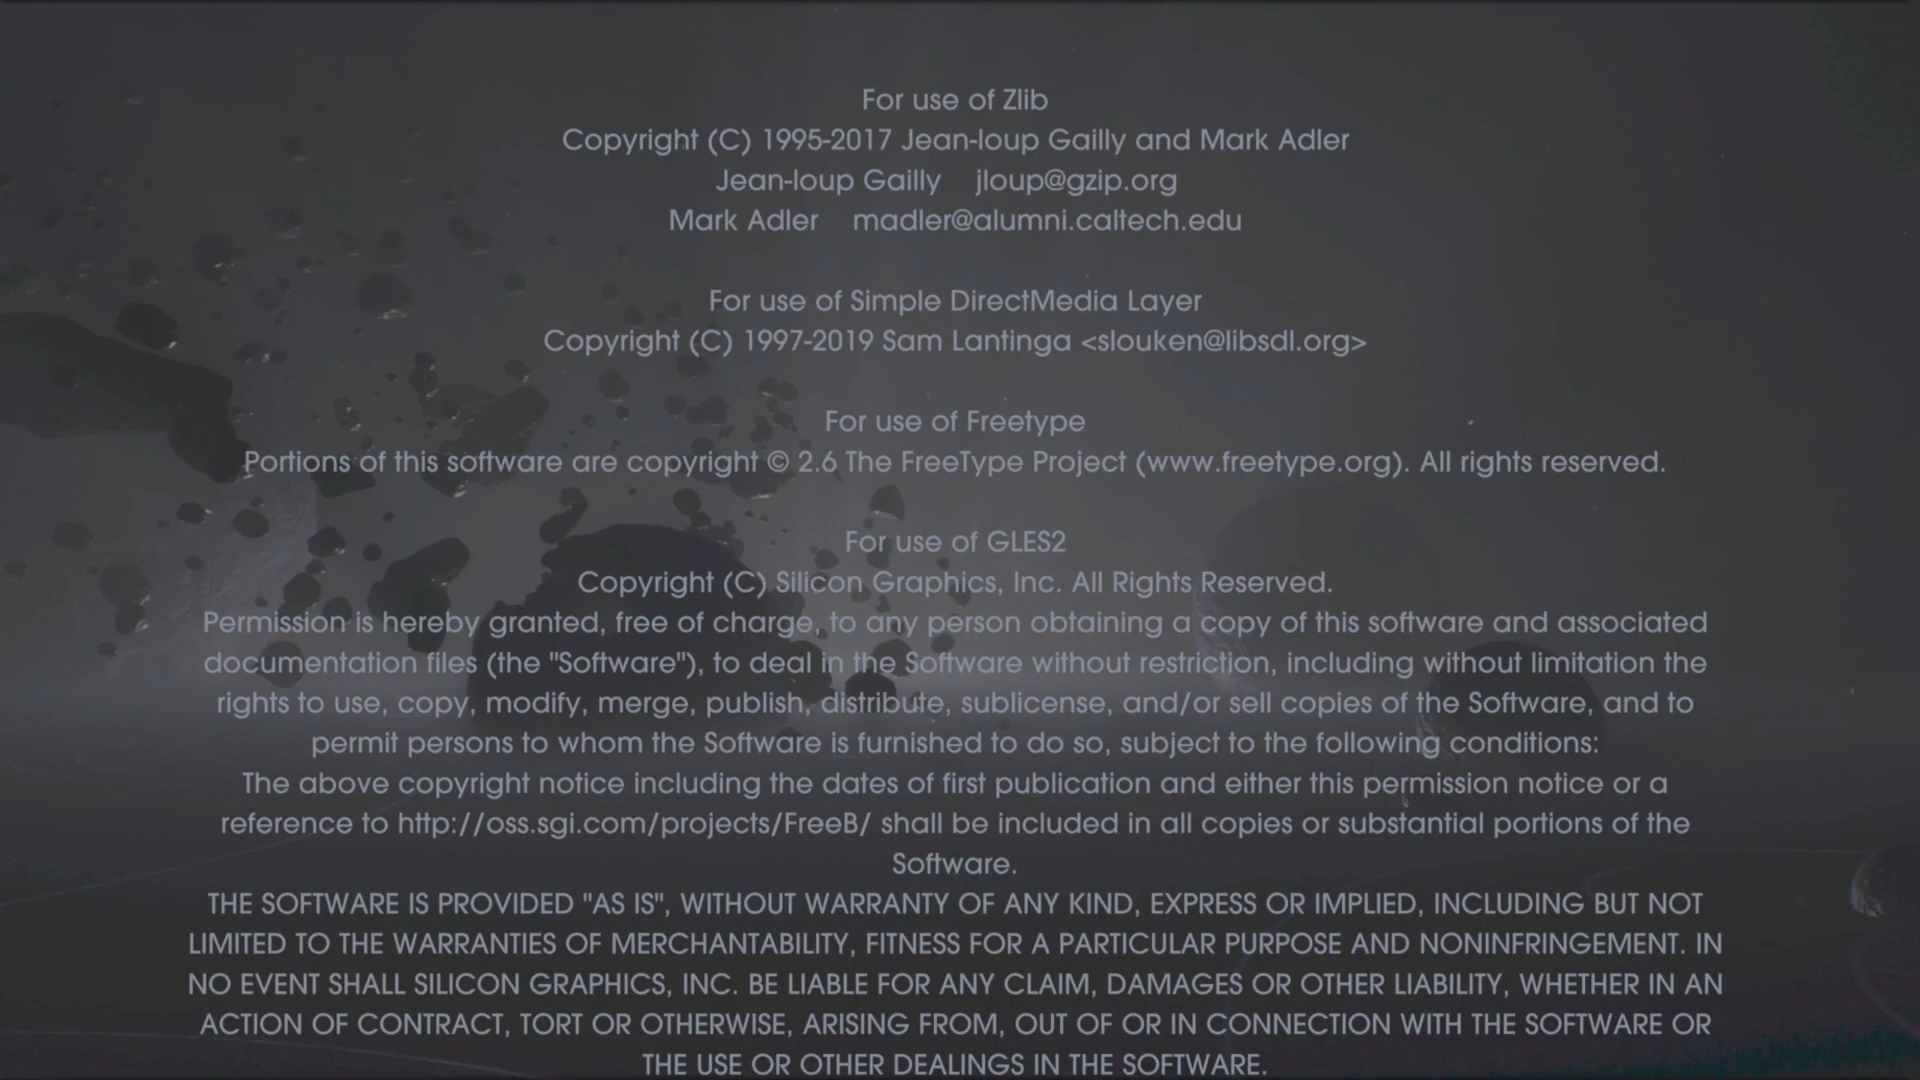 For use of Zlib
Copyright (C) 1995-2017 Jean-loup Gailly and Mark Adler
Jean-loup Gailly    jloup@gzip.org
Mark Adler    madler@alumni.caltech.edu
For use of Simple DirectMedia Layer
Copyright (C) 1997-2019 Sam Lantinga <slouken@libsdl.org>
For use of Freetype
Portions of this software are copyright © 2.6 The FreeType Project (www.freetype.org). All rights reserved.
For use of GLES2
Copyright (C) Silicon Graphics, Inc. All Rights Reserved.
Permission is hereby granted, free of charge, to any person obtaining a copy of this software and associated
documentation files (the "Software"), to deal in the Software without restriction, including without limitation the
rights to use, copy, modify, merge, publish, distribute, sublicense, and/or sell copies of the Software, and to
permit persons to whom the Software is furnished to do so, subject to the following conditions:
The above copyright notice including the dates of first publication and either this permission notice or a
reference to http://oss.sgi.com/projects/FreeB/ shall be included in all copies or substantial portions of the
Software.
THE SOFTWARE IS PROVIDED "AS IS", WITHOUT WARRANTY OF ANY KIND, EXPRESS OR IMPLIED, INCLUDING BUT NOT
LIMITED TO THE WARRANTIES OF MERCHANTABILITY, FITNESS FOR A PARTICULAR PURPOSE AND NONINFRINGEMENT. IN
NO EVENT SHALL SILICON GRAPHICS, INC. BE LIABLE FOR ANY CLAIM, DAMAGES OR OTHER LIABILITY, WHETHER IN AN
ACTION OF CONTRACT, TORT OR OTHERWISE, ARISING FROM, OUT OF OR IN CONNECTION WITH THE SOFTWARE OR
THE USE OR OTHER DEALINGS IN THE SOFTWARE.